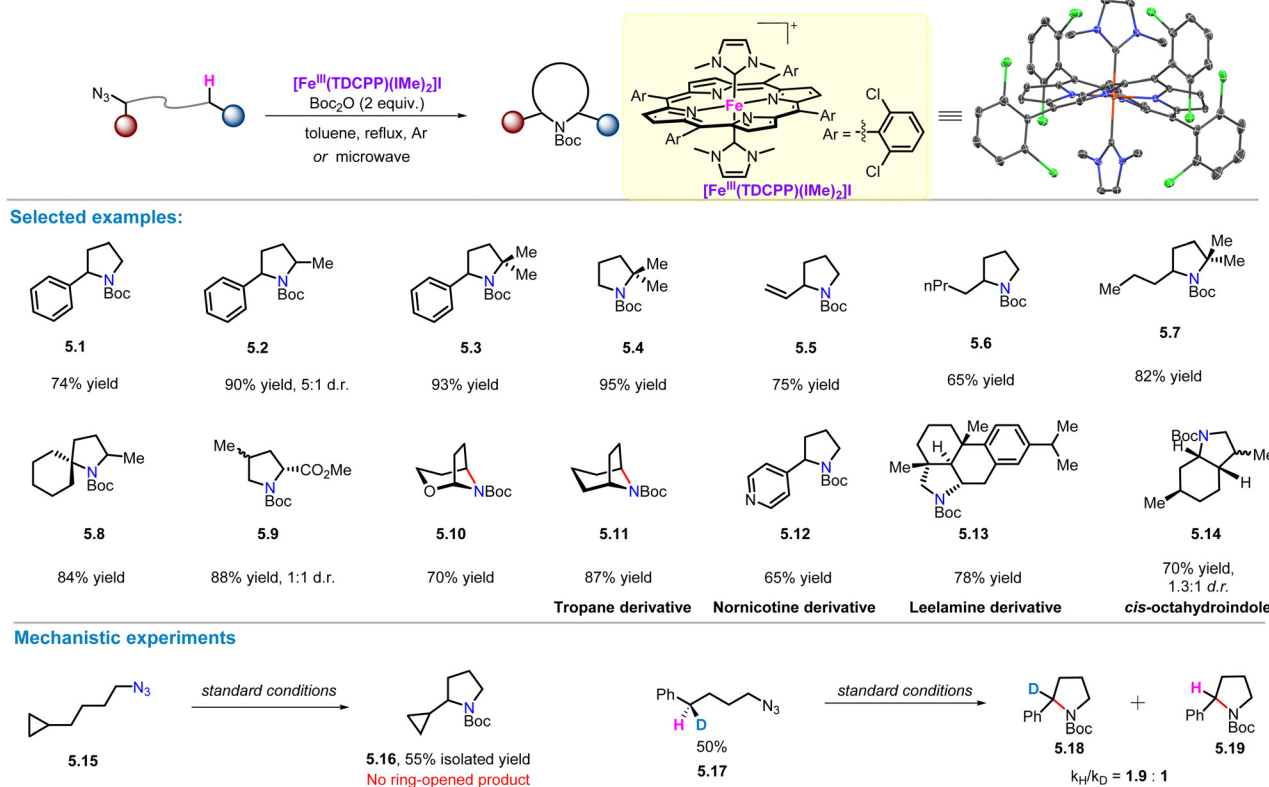 H
N₃
[Feᴵᴵᴵ(TDCPP)(IMe)₂]I
Boc₂O (2 equiv.)
toluene, reflux, Ar
or microwave
N
Boc
N N
Ar Ar
N N
Fe
N N
Ar Ar
N N
+
Cl
Ar =
Cl
[Feᴵᴵᴵ(TDCPP)(IMe)₂]I
Selected examples:
N
Boc
5.1
74% yield
Me
N
Boc
5.2
90% yield, 5:1 d.r.
Me
Me
N
Boc
5.3
93% yield
Me
Me
N
Boc
5.4
95% yield
N
Boc
5.5
75% yield
nPr
N
Boc
5.6
65% yield
Me
Me
Me
N
Boc
5.7
82% yield
Me
N
Boc
5.8
84% yield
Me
CO₂Me
N
Boc
5.9
88% yield, 1:1 d.r.
O
NBoc
5.10
70% yield
NBoc
5.11
87% yield
Tropane derivative
N
N
Boc
5.12
65% yield
Nornicotine derivative
Me
Me
H
Me
Me
N
Boc
5.13
78% yield
Leelamine derivative
BocN
H
Me
H
Me
5.14
70% yield,
1.3:1 d.r.
cis-octahydroindole
Mechanistic experiments
N₃
5.15
standard conditions
N
Boc
5.16, 55% isolated yield
No ring-opened product
Ph
N₃
H D
50%
5.17
standard conditions
D
Ph N
Boc
5.18
+
H
Ph N
Boc
5.19
k_H/k_D = 1.9 : 1